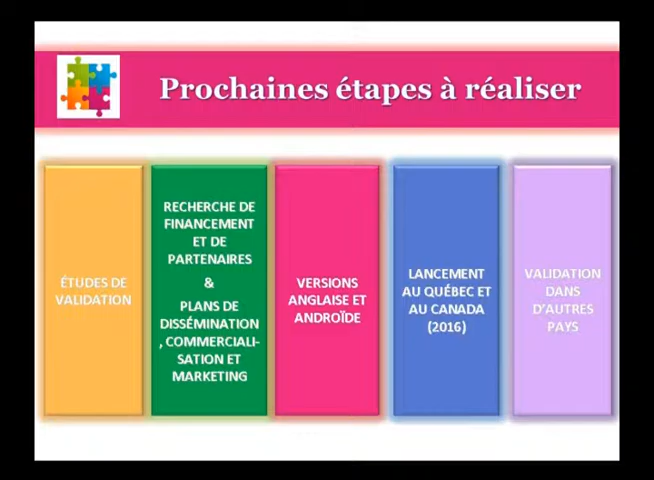 Prochaines étapes à réaliser
ÉTUDES DE
VALIDATION
RECHERCHE DE
FINANCEMENT
ET DE
PARTENAIRES
&
PLANS DE
DISSÉMINATION
, COMMERCIALI-
SATION ET
MARKETING
VERSIONS
ANGLAISE ET
ANDROÏDE
LANCEMENT
AU QUÉBEC ET
AU CANADA
(2016)
VALIDATION
DANS
D'AUTRES
PAYS